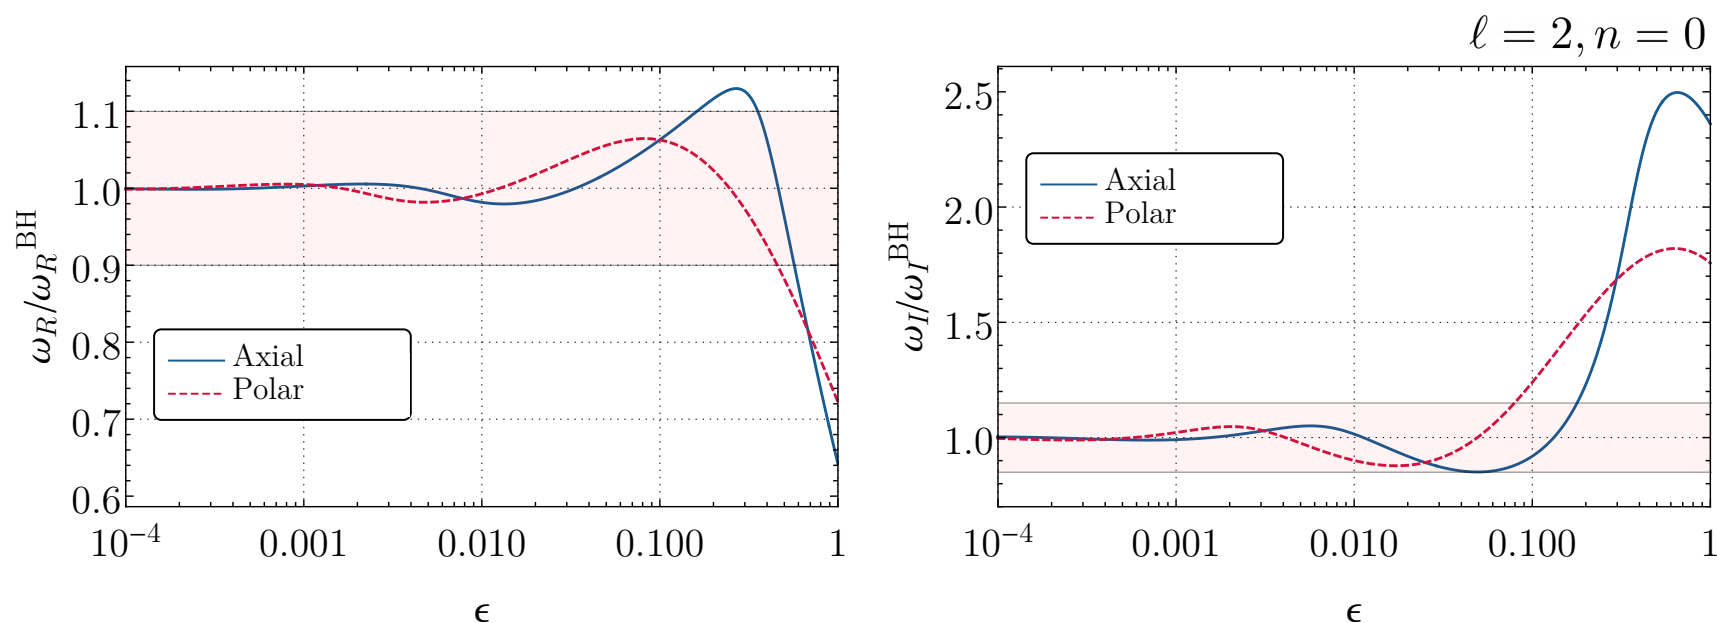 ℓ = 2, n = 0
ω_R/ω_R^BH
1.1
1.0
0.9
0.8
0.7
0.6
Axial
Polar
10^−4 0.001 0.010 0.100 1
ϵ
ω_I/ω_I^BH
2.5
2.0
1.5
1.0
Axial
Polar
10^−4 0.001 0.010 0.100 1
ϵ